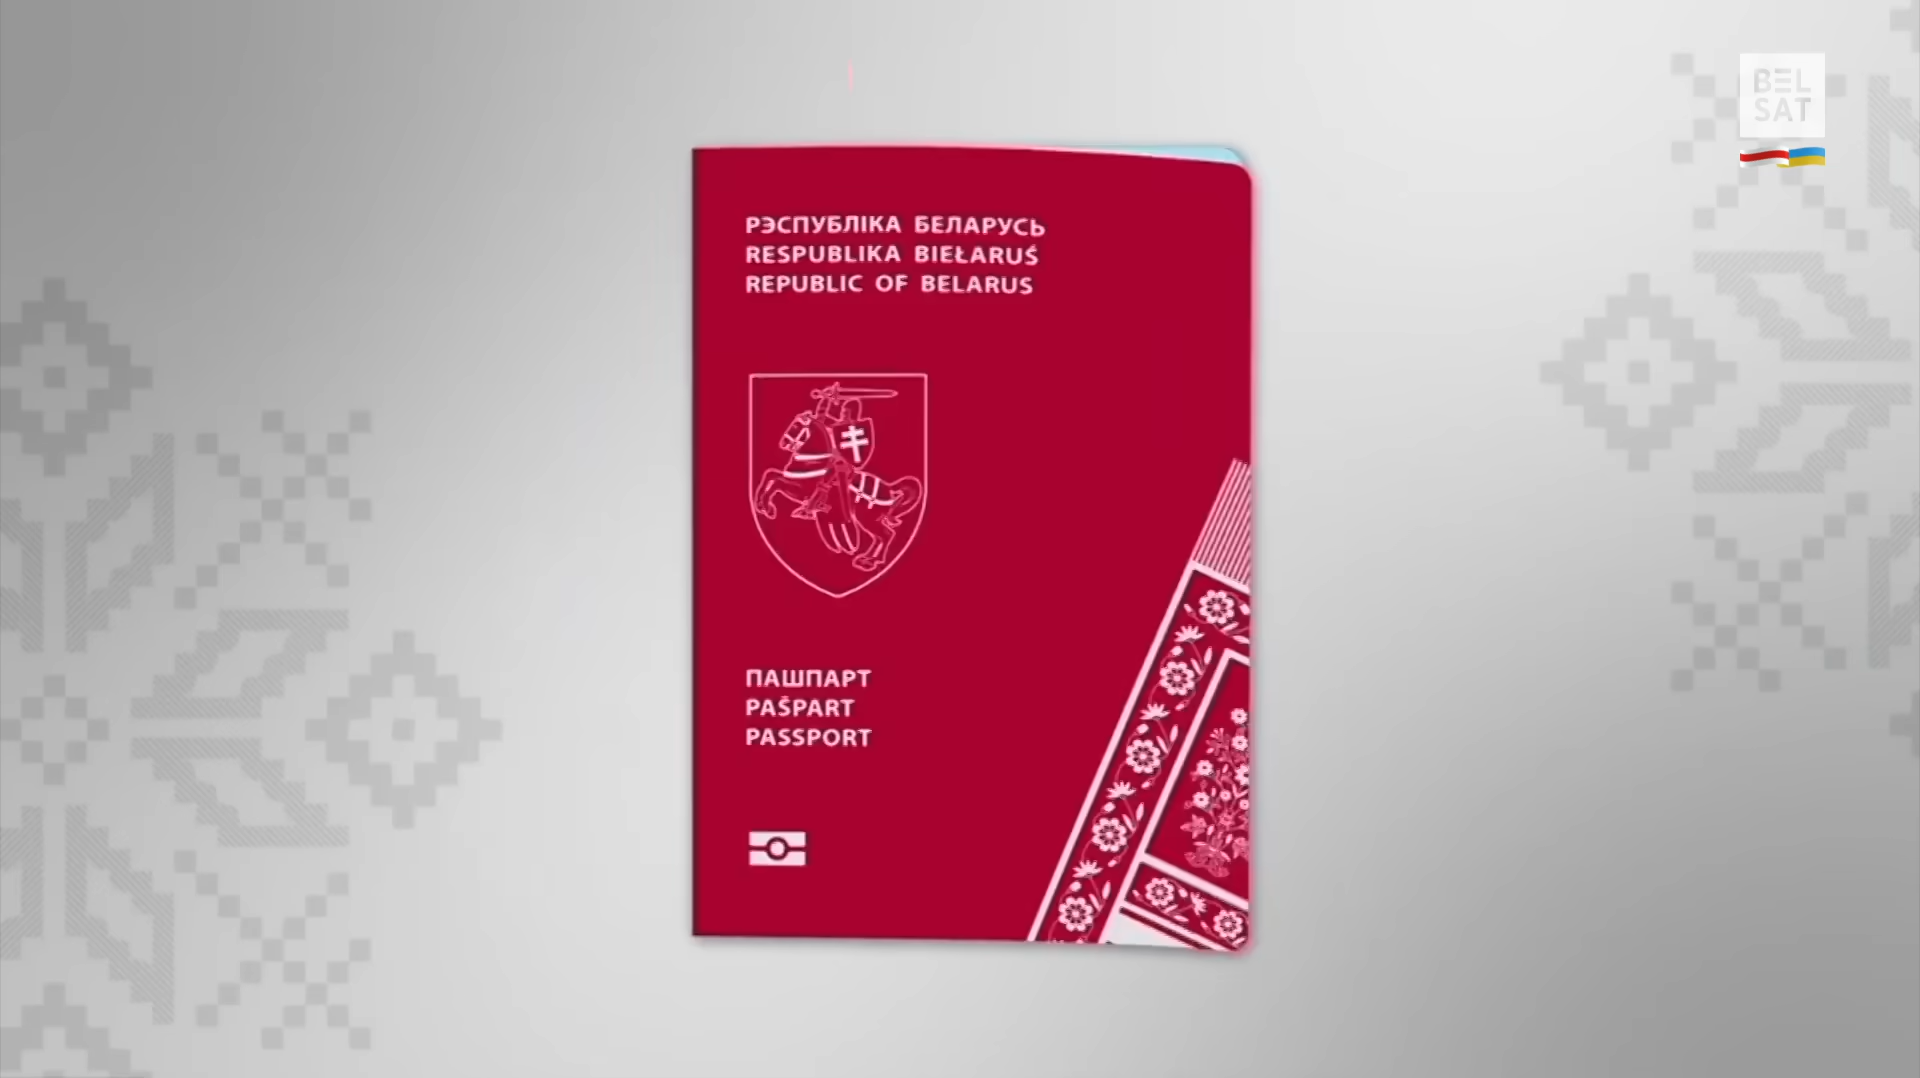 BEL
SAT
РЭСПУБЛІКА БЕЛАРУСЬ
RESPUBLIKA BIEŁARUŚ
REPUBLIC OF BELARUS
ПАШПАРТ
PAŠPART
PASSPORT